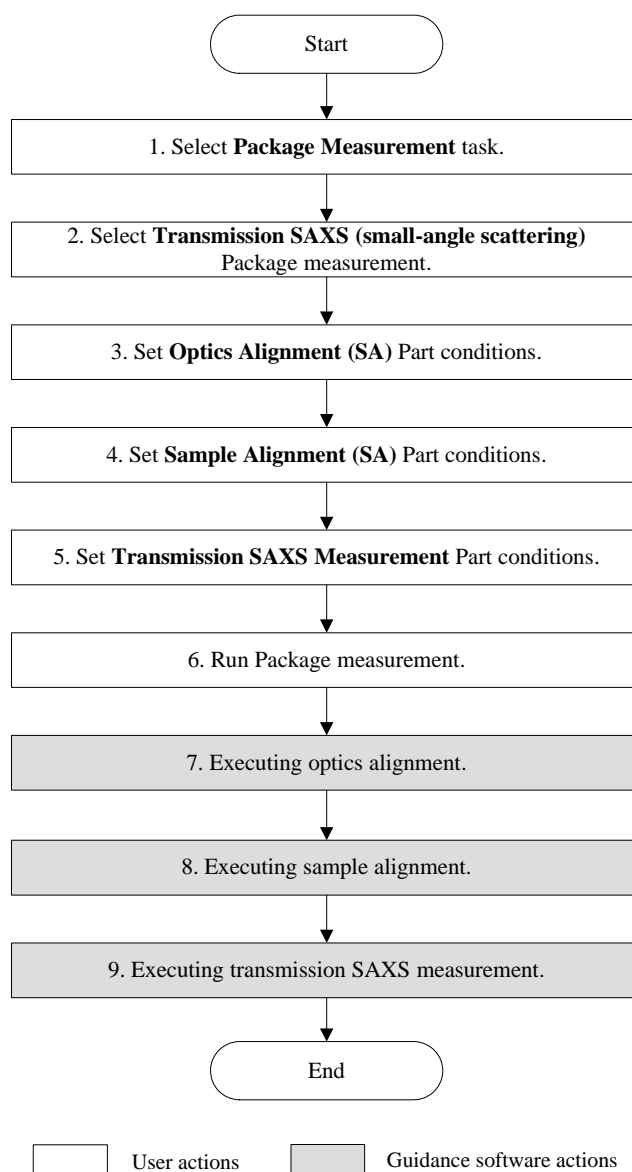 Start
1. Select Package Measurement task.
2. Select Transmission SAXS (small-angle scattering)
Package measurement.
3. Set Optics Alignment (SA) Part conditions.
4. Set Sample Alignment (SA) Part conditions.
5. Set Transmission SAXS Measurement Part conditions.
6. Run Package measurement.
7. Executing optics alignment.
8. Executing sample alignment.
9. Executing transmission SAXS measurement.
End
User actions
Guidance software actions